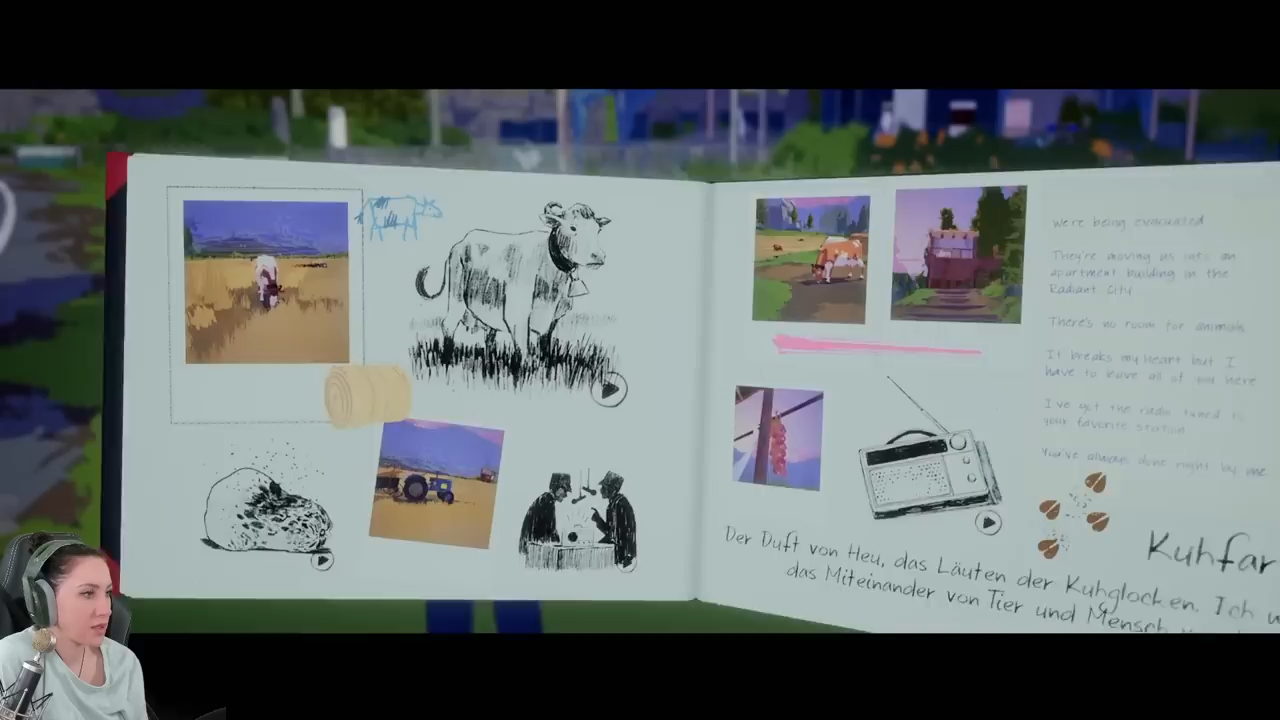 We're being evacuated
They're moving us into an
apartment building in the
Radiant City
There's no room for animals
It breaks my heart but I
have to leave all of you here
I've got the radio tuned to
your favorite station
You've always done right by me
Der Duft von Heu, das Läuten der Kuhglocken. Ich
das Miteinander von Tier und Mensch
Kuhfar